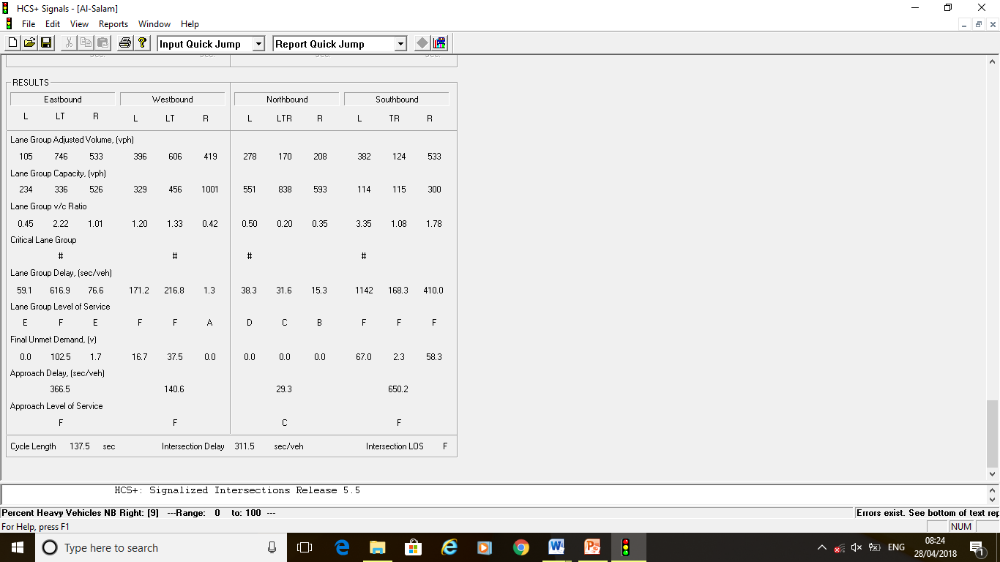 HCS+ Signals - [Al-Salam]
File Edit View Reports Window Help
Input Quick Jump Report Quick Jump
sec. sec. sec. sec.
RESULTS
Eastbound Westbound Northbound Southbound
L LT R L LT R L LTR R L TR R
Lane Group Adjusted Volume, (vph)
105 746 533 396 606 419 278 170 208 382 124 533
Lane Group Capacity, (vph)
234 336 526 329 456 1001 551 838 593 114 115 300
Lane Group v/c Ratio
0.45 2.22 1.01 1.20 1.33 0.42 0.50 0.20 0.35 3.35 1.08 1.78
Critical Lane Group
# # # #
Lane Group Delay, (sec/veh)
59.1 616.9 76.6 171.2 216.8 1.3 38.3 31.6 15.3 1142 168.3 410.0
Lane Group Level of Service
E F E F F A D C B F F F
Final Unmet Demand, (v)
0.0 102.5 1.7 16.7 37.5 0.0 0.0 0.0 0.0 67.0 2.3 58.3
Approach Delay, (sec/veh)
366.5 140.6 29.3 650.2
Approach Level of Service
F F C F
Cycle Length 137.5 sec Intersection Delay 311.5 sec/veh Intersection LOS F
HCS+: Signalized Intersections Release 5.5
Percent Heavy Vehicles NB Right: [9] ---Range: 0 to: 100 --- Errors exist. See bottom of text rep
For Help, press F1 NUM
Type here to search ENG 08:24
28/04/2018 1